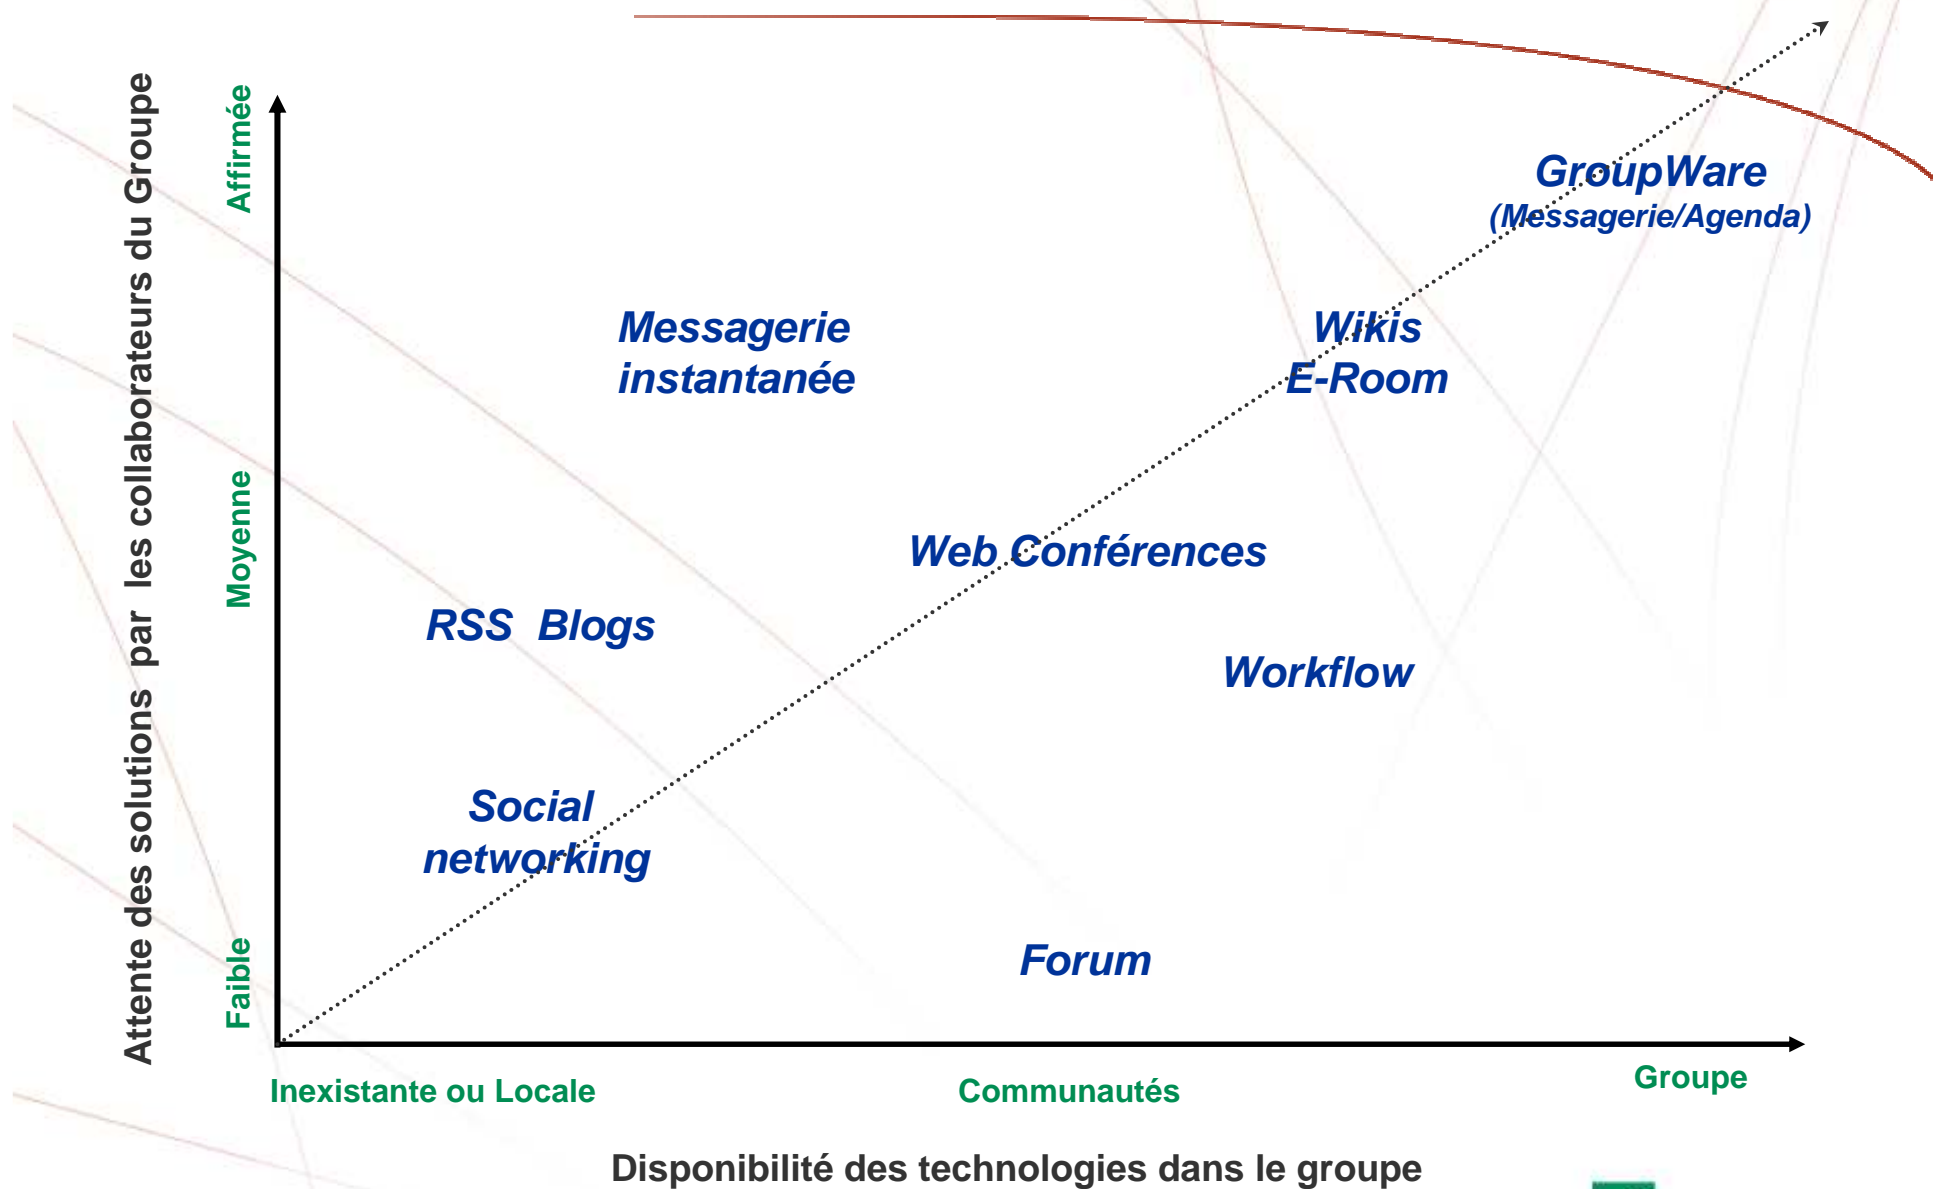 Attente des solutions par les collaborateurs du Groupe
Affirmée
Moyenne
Faible
GroupWare
(Messagerie/Agenda)
Messagerie
instantanée
Wikis
E-Room
Web Conférences
RSS Blogs
Workflow
Social
networking
Forum
Inexistante ou Locale
Communautés
Groupe
Disponibilité des technologies dans le groupe